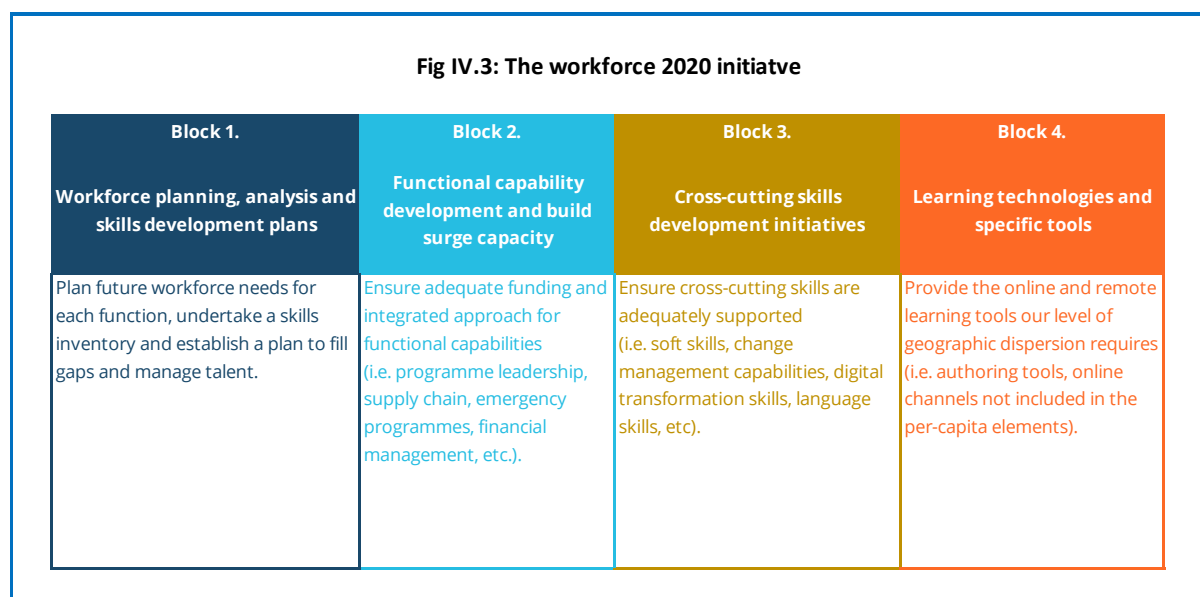 Fig IV.3: The workforce 2020 initiatve
Block 1.
Workforce planning, analysis and
skills development plans
Block 2.
Functional capability
development and build
surge capacity
Block 3.
Cross-cutting skills
development initiatives
Block 4.
Learning technologies and
specific tools
Plan future workforce needs for
each function, undertake a skills
inventory and establish a plan to fill
gaps and manage talent.
Ensure adequate funding and
integrated approach for
functional capabilities
(i.e. programme leadership,
supply chain, emergency
programmes, financial
management, etc.).
Ensure cross-cutting skills are
adequately supported
(i.e. soft skills, change
management capabilities, digital
transformation skills, language
skills, etc).
Provide the online and remote
learning tools our level of
geographic dispersion requires
(i.e. authoring tools, online
channels not included in the
per-capita elements).